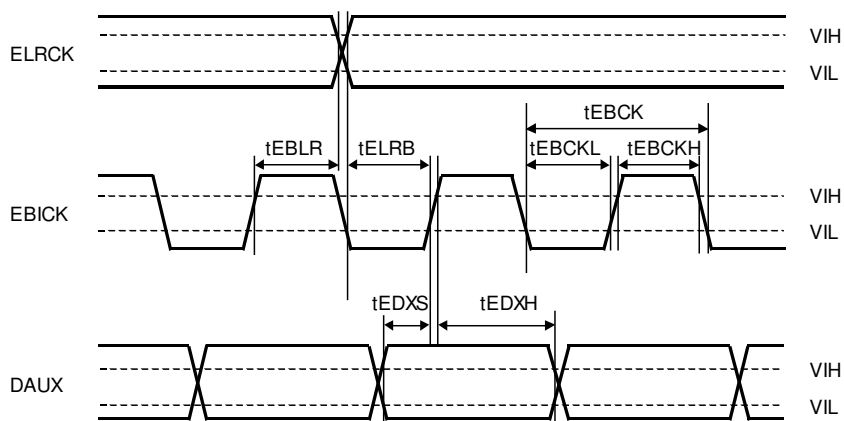 ELRCK
VIH
VIL
tEBCK
tEBLR tELRB tEBCKL tEBCKH
EBICK
VIH
VIL
tEDXS tEDXH
DAUX
VIH
VIL